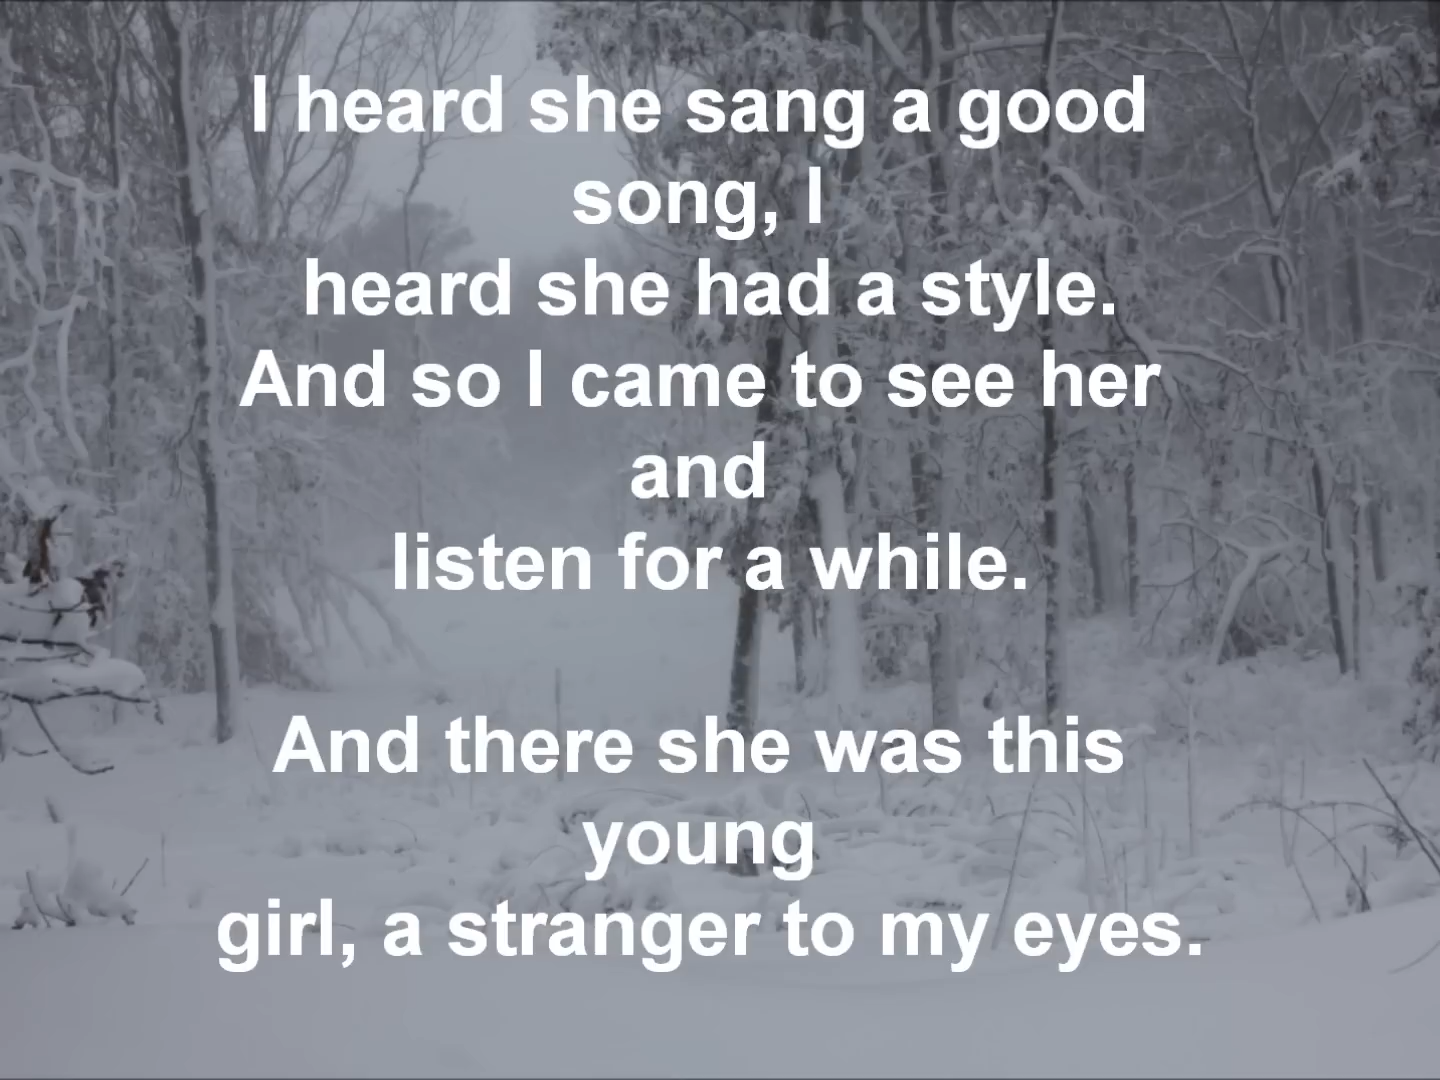 I heard she sang a good
song, I
heard she had a style.
And so I came to see her
and
listen for a while.
And there she was this
young
girl, a stranger to my eyes.